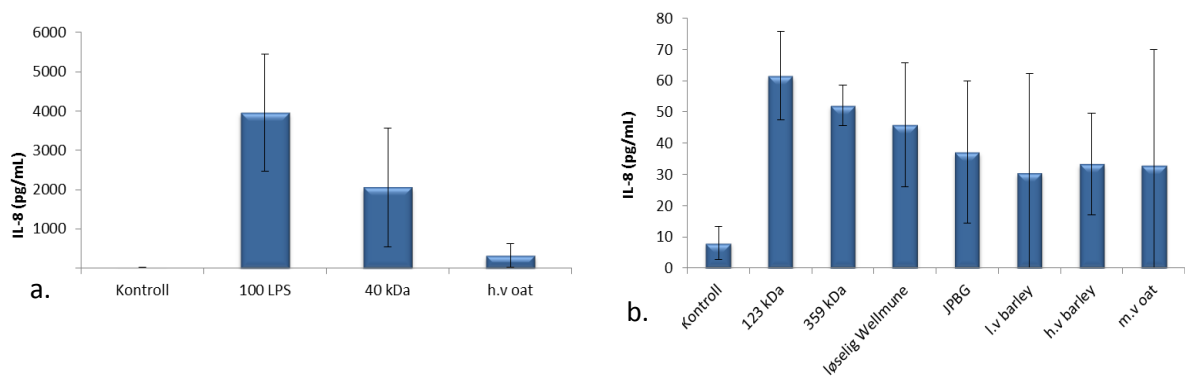 IL-8 (pg/mL)
6000
5000
4000
3000
2000
1000
Kontroll 100 LPS 40 kDa h.v oat
a.
IL-8 (pg/mL)
80
70
60
50
40
30
20
10
0
Kontroll
123 kDa
359 kDa
løselig Wellmune
JPBG
l.v barley
h.v barley
m.v oat
b.